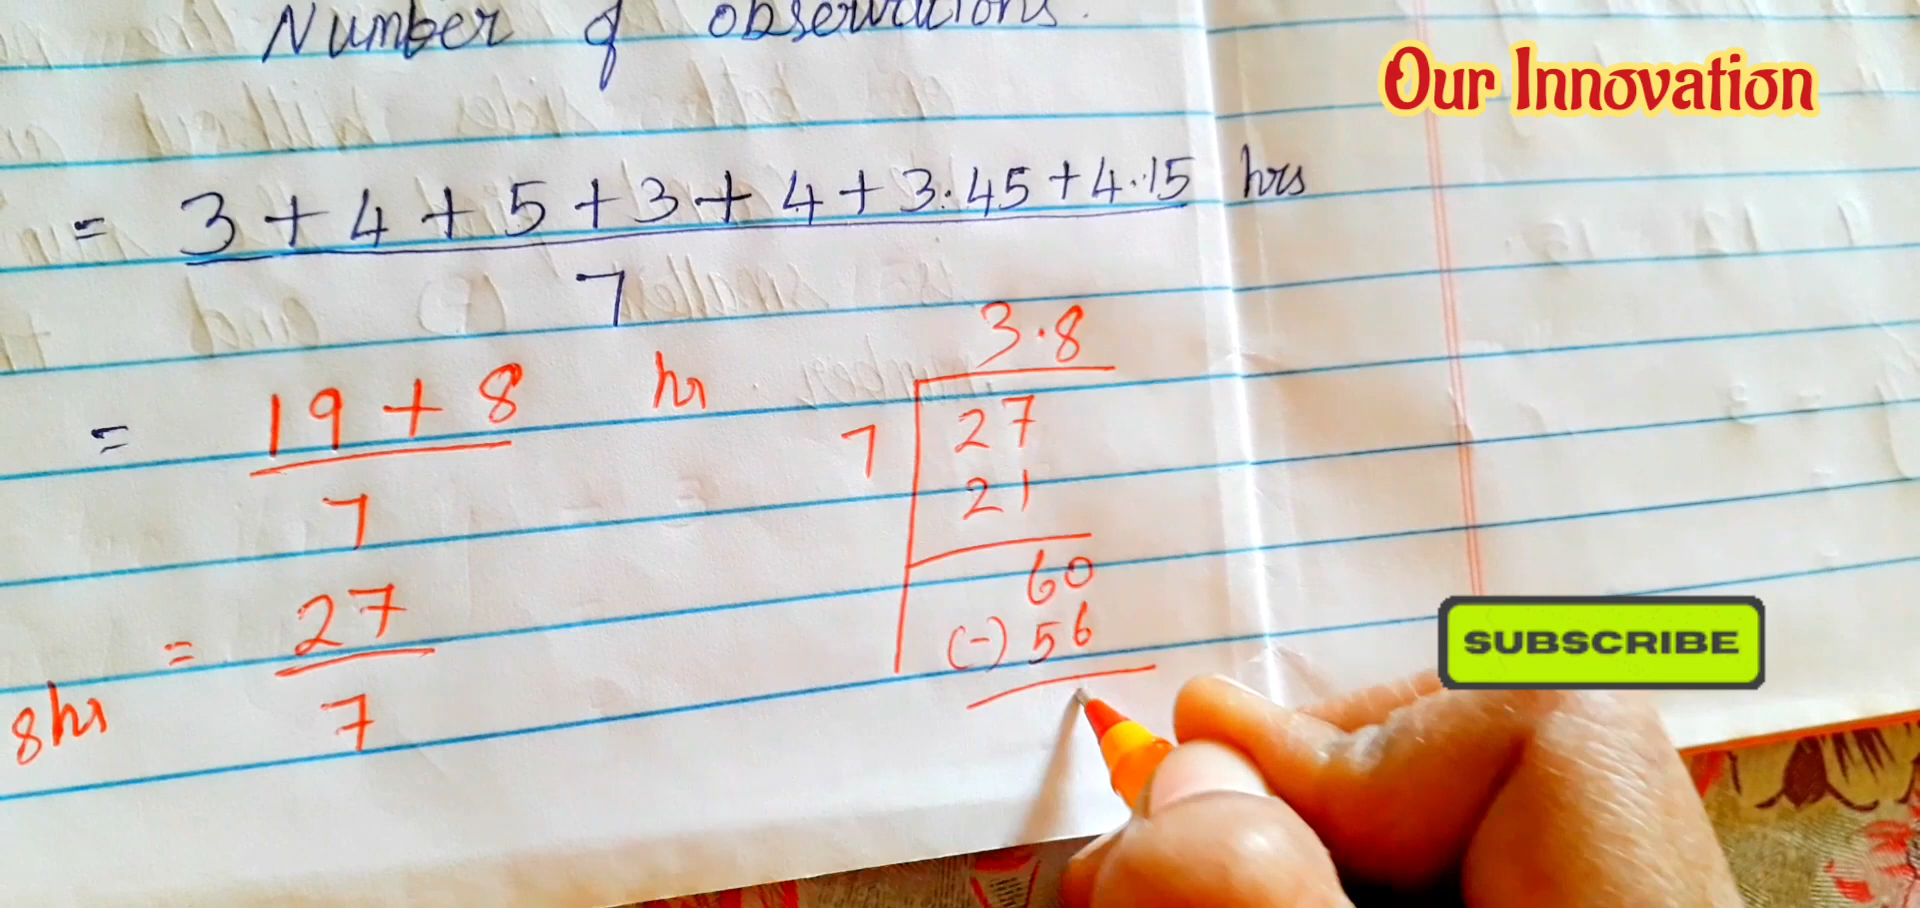 Number of observations.
Our Innovation
= 3 + 4 + 5 + 3 + 4 + 3.45 + 4.15 hrs
7
= 19 + 8 hr
7
= 27
7
8hr
3.8
7 27
21
60
(-) 56
SUBSCRIBE